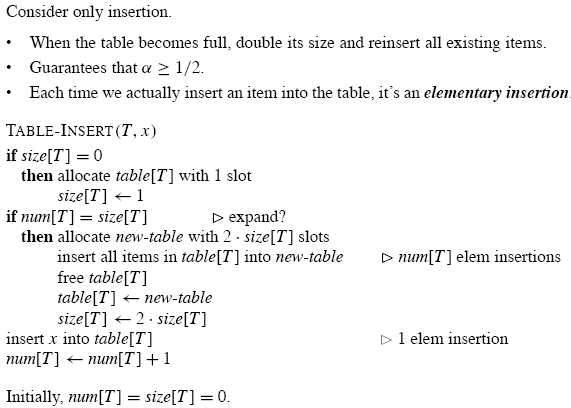 Consider only insertion.
• When the table becomes full, double its size and reinsert all existing items.
• Guarantees that α ≥ 1/2.
• Each time we actually insert an item into the table, it's an elementary insertion.
TABLE-INSERT(T, x)
if size[T] = 0
then allocate table[T] with 1 slot
size[T] ← 1
if num[T] = size[T] ▷ expand?
then allocate new-table with 2 · size[T] slots
insert all items in table[T] into new-table ▷ num[T] elem insertions
free table[T]
table[T] ← new-table
size[T] ← 2 · size[T]
insert x into table[T] ▷ 1 elem insertion
num[T] ← num[T] + 1
Initially, num[T] = size[T] = 0.